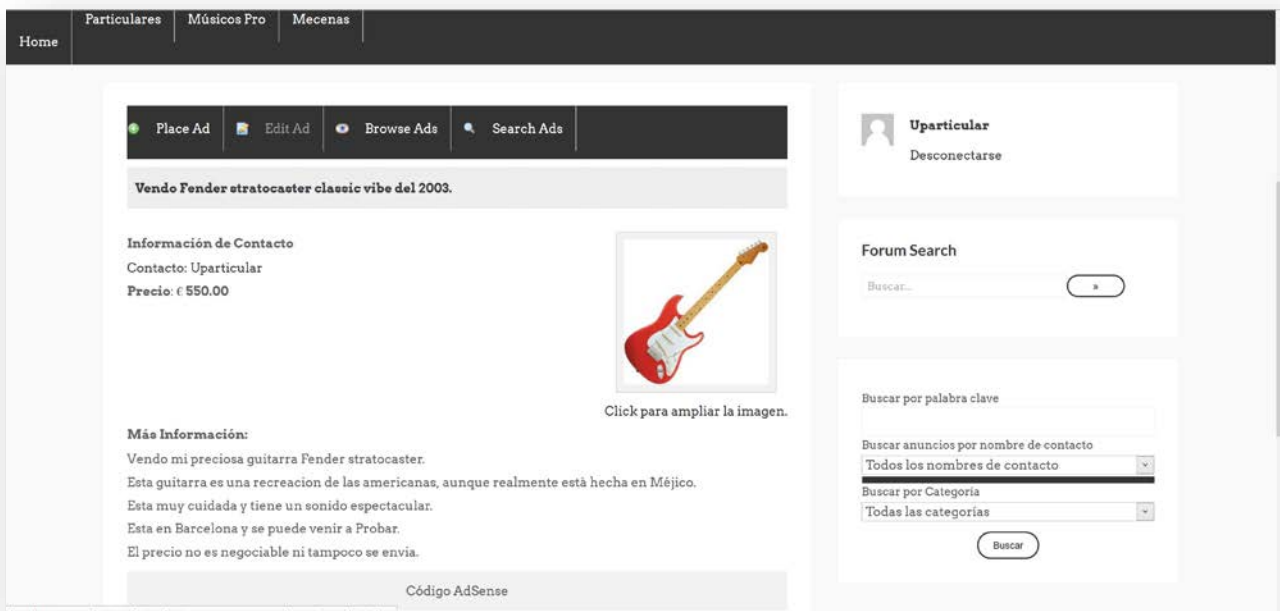 Home
Particulares
Músicos Pro
Mecenas
Place Ad
Edit Ad
Browse Ads
Search Ads
Vendo Fender stratocaster classic vibe del 2003.
Información de Contacto
Contacto: Uparticular
Precio: € 550.00
Click para ampliar la imagen.
Más Información:
Vendo mi preciosa guitarra Fender stratocaster.
Esta guitarra es una recreacion de las americanas, aunque realmente està hecha en Méjico.
Esta muy cuidada y tiene un sonido espectacular.
Esta en Barcelona y se puede venir a Probar.
El precio no es negociable ni tampoco se envía.
Código AdSense
Uparticular
Desconectarse
Forum Search
Buscar...
»
Buscar por palabra clave
Buscar anuncios por nombre de contacto
Todos los nombres de contacto
Buscar por Categoría
Todas las categorías
Buscar